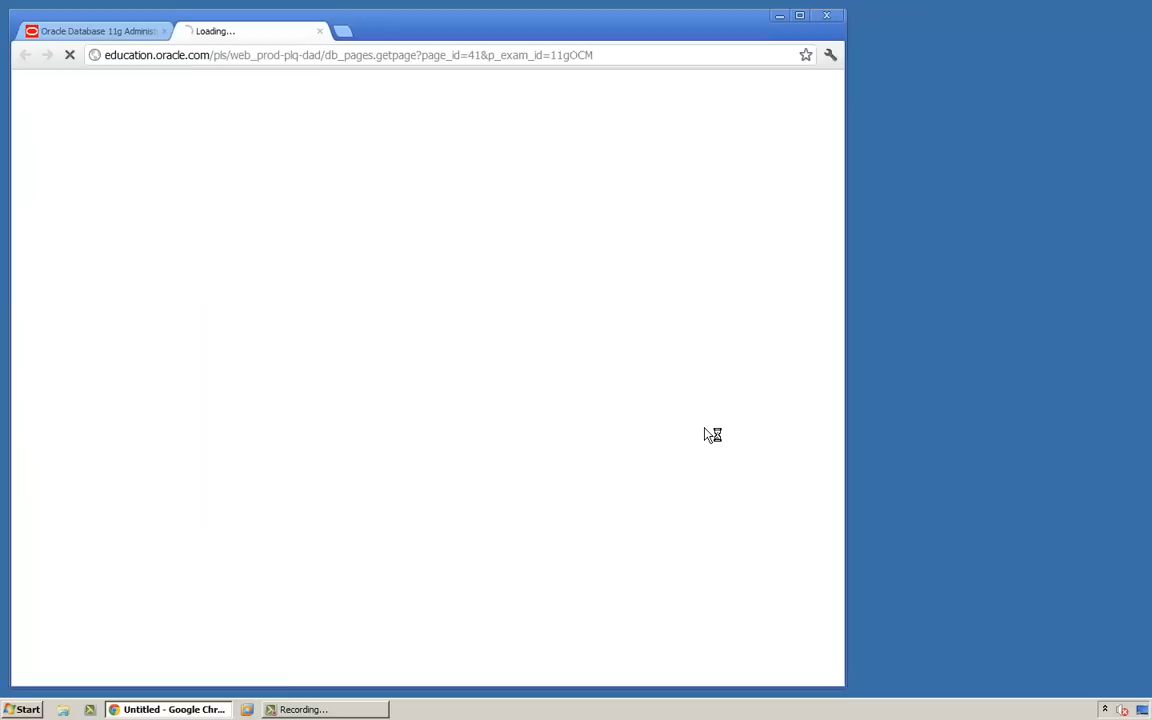 Oracle Database 11g Administ
Loading...
education.oracle.com/pls/web_prod-plq-dad/db_pages.getpage?page_id=41&p_exam_id=11gOCM
Start
Untitled - Google Chr...
Recording...